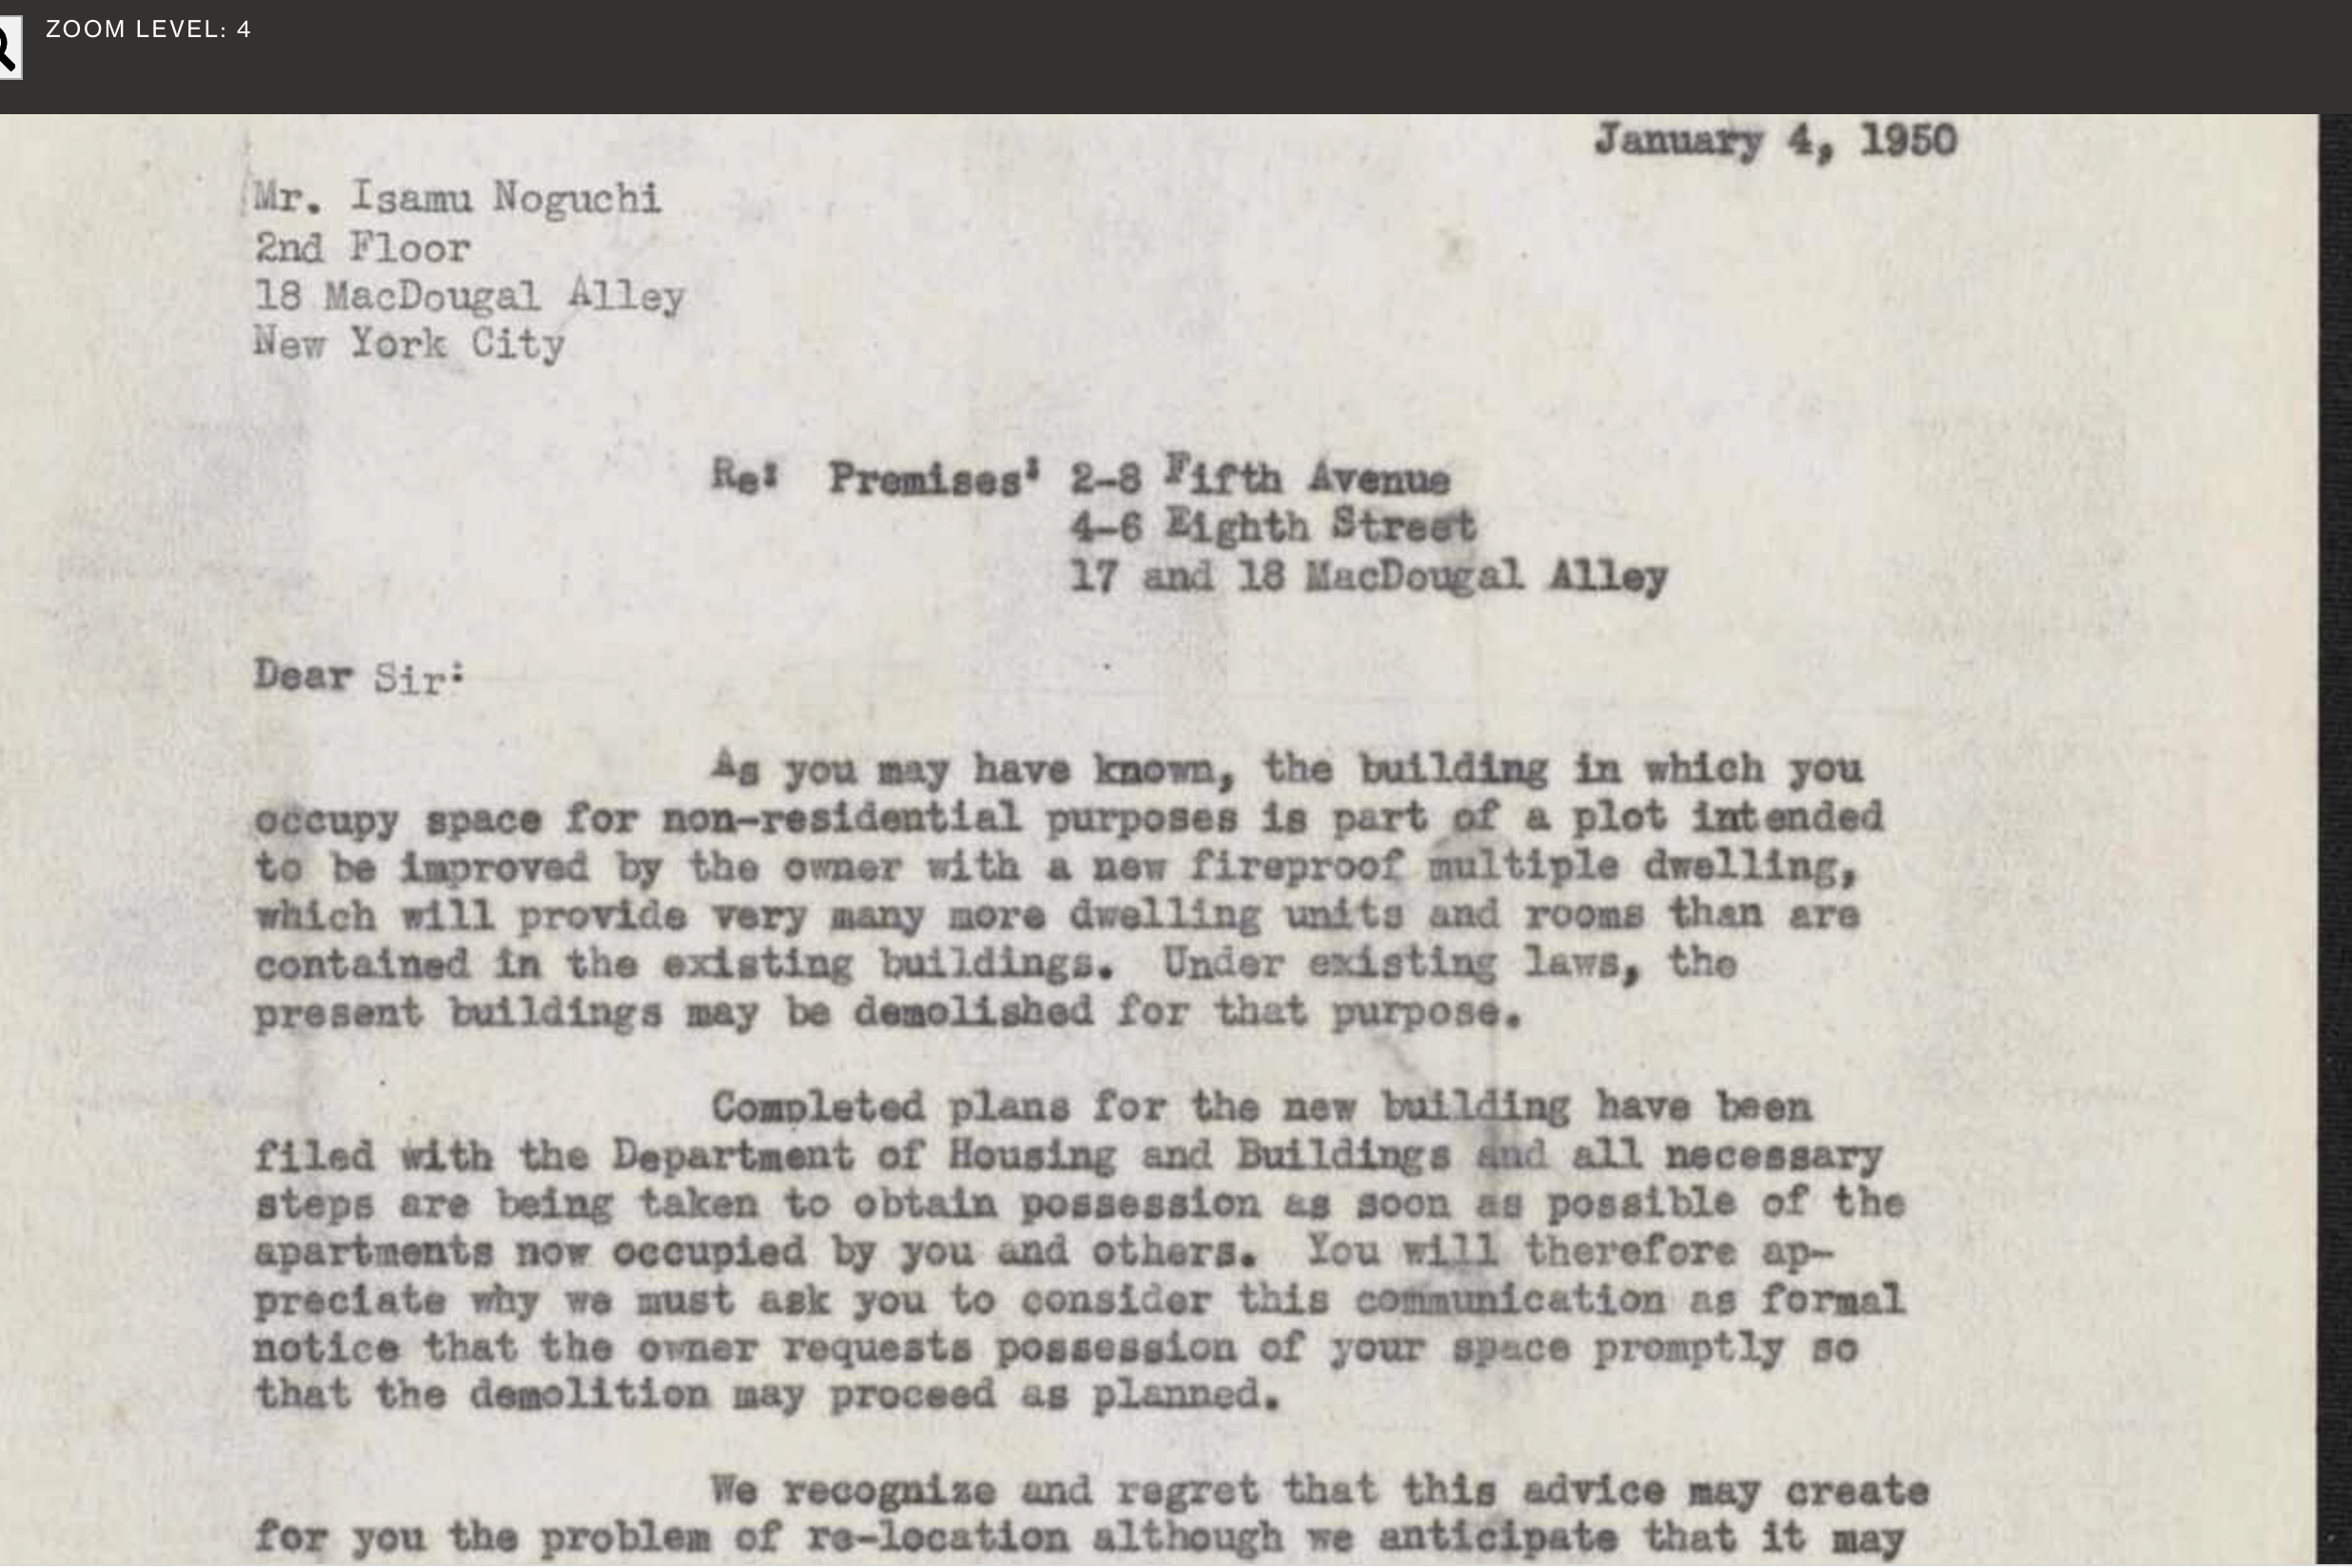 ZOOM LEVEL: 4
January 4, 1950
Mr. Isamu Noguchi
2nd Floor
18 MacDougal Alley
New York City
Re: Premises: 2-8 Fifth Avenue
4-6 Eighth Street
17 and 18 MacDougal Alley
Dear Sir:
As you may have known, the building in which you
occupy space for non-residential purposes is part of a plot intended
to be improved by the owner with a new fireproof multiple dwelling,
which will provide very many more dwelling units and rooms than are
contained in the existing buildings. Under existing laws, the
present buildings may be demolished for that purpose.
Completed plans for the new building have been
filed with the Department of Housing and Buildings and all necessary
steps are being taken to obtain possession as soon as possible of the
apartments now occupied by you and others. You will therefore ap-
preciate why we must ask you to consider this communication as formal
notice that the owner requests possession of your space promptly so
that the demolition may proceed as planned.
We recognize and regret that this advice may create
for you the problem of re-location although we anticipate that it may